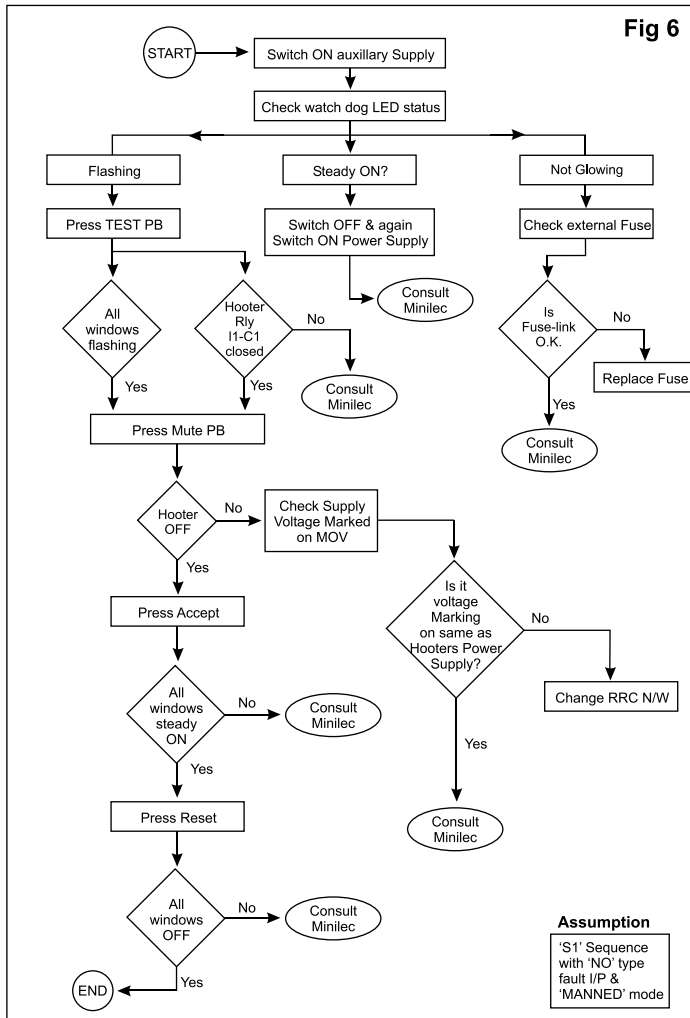 Fig 6
START
Switch ON auxillary Supply
Check watch dog LED status
Flashing
Steady ON?
Not Glowing
Press TEST PB
Switch OFF & again
Switch ON Power Supply
Check external Fuse
All
windows
flashing
Hooter
Rly
I1-C1
closed
No
Consult
Minilec
Consult
Minilec
Is
Fuse-link
O.K.
No
Replace Fuse
Yes
Yes
Yes
Consult
Minilec
Press Mute PB
Hooter
OFF
No
Check Supply
Voltage Marked
on MOV
Yes
Is it
voltage
Marking
on same as
Hooters Power
Supply?
No
Change RRC N/W
Yes
Consult
Minilec
Press Accept
All
windows
steady
ON
No
Consult
Minilec
Yes
Press Reset
All
windows
OFF
No
Consult
Minilec
Yes
END
Assumption
‘S1’ Sequence
with ‘NO’ type
fault I/P &
‘MANNED’ mode